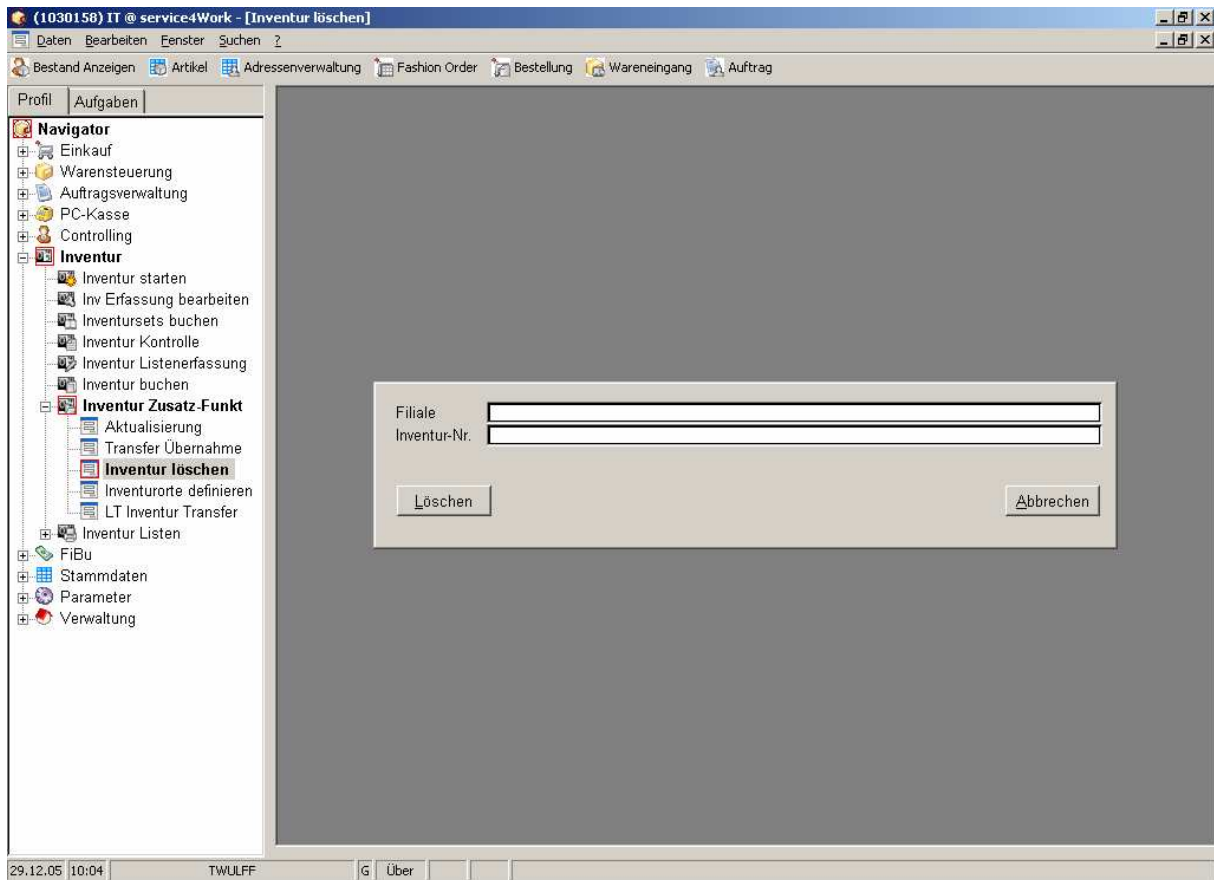 (1030158) IT @ service4Work - [Inventur löschen]
Daten Bearbeiten Fenster Suchen ?
Bestand Anzeigen Artikel Adressenverwaltung Fashion Order Bestellung Wareneingang Auftrag
Profil Aufgaben
Navigator
Einkauf
Warensteuerung
Auftragsverwaltung
PC-Kasse
Controlling
Inventur
Inventur starten
Inv Erfassung bearbeiten
Inventursets buchen
Inventur Kontrolle
Inventur Listenerfassung
Inventur buchen
Inventur Zusatz-Funkt
Aktualisierung
Transfer Übernahme
Inventur löschen
Inventurorte definieren
LT Inventur Transfer
Inventur Listen
FiBu
Stammdaten
Parameter
Verwaltung
Filiale
Inventur-Nr.
Löschen Abbrechen
29.12.05 10:04 TWULFF G Über